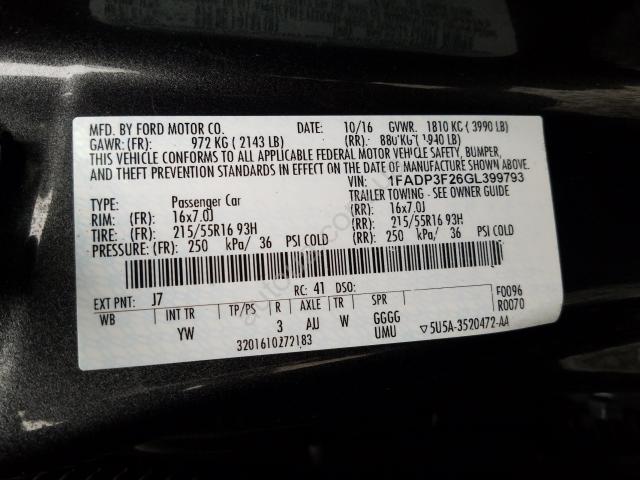 MFD. BY FORD MOTOR CO. DATE: 10/16 GVWR. 1810 KG ( 3990 LB)
GAWR: (FR): 972 KG ( 2143 LB) (RR): 880 KG ( 1940 LB)
THIS VEHICLE CONFORMS TO ALL APPLICABLE FEDERAL MOTOR VEHICLE SAFETY, BUMPER,
AND THEFT PREVENTION STANDARDS IN EFFECT ON THE DATE OF MANUFACTURE SHOWN ABOVE.
VIN: 1FADP3F26GL399793
TYPE: Passenger Car TRAILER TOWING - SEE OWNERS GUIDE
RIM: (FR): 16x7.0J (RR): 16x7.0J
TIRE: (FR): 215/55R16 93H (RR): 215/55R16 93H
PRESSURE: (FR): 250 kPa/ 36 PSI COLD (RR): 250 kPa/ 36 PSI COLD
EXT PNT: J7 RC: 41 DSO: F0096
WB INT TR TP/PS R AXLE TR SPR R0070
YW 3 AU W GGGG
UMU
3201610272183 5U5A-3520472-AA